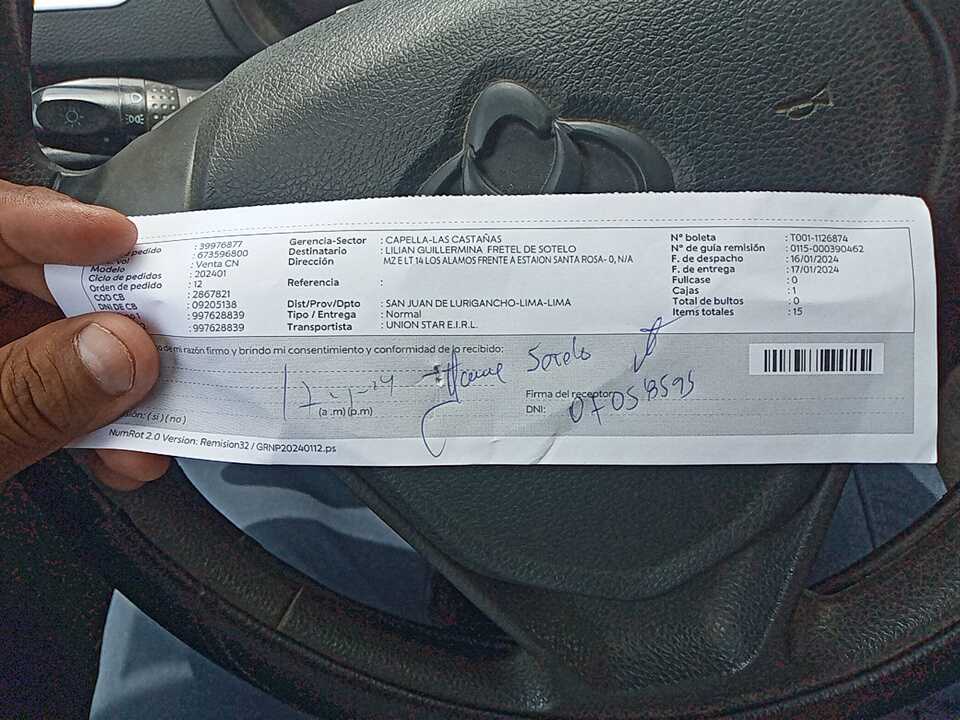 pedido : 39976877
: 673596800
Modelo : Venta CN
Ciclo de pedidos : 202401
Orden de pedido : 12
COD CB : 2867821
DNI DE CB : 09205138
: 997628839
: 997628839
Gerencia-Sector : CAPELLA-LAS CASTAÑAS
Destinatario : LILIAN GUILLERMINA FRETEL DE SOTELO
Dirección MZ E LT 14 LOS ALAMOS FRENTE A ESTAION SANTA ROSA- 0, N/A
Referencia :
Dist/Prov/Dpto : SAN JUAN DE LURIGANCHO-LIMA-LIMA
Tipo / Entrega : Normal
Transportista : UNION STAR E.I.R.L.
N° boleta : T001-1126874
N° de guía remisión : 0115-000390462
F. de despacho : 16/01/2024
F. de entrega : 17/01/2024
Fullcase : 0
Cajas : 1
Total de bultos : 0
Items totales : 15
de mi razón firmo y brindo mi consentimiento y conformidad de lo recibido:
Sotelo
(a .m) (p.m)
Firma del receptor
DNI: 07058595
( si ) ( no )
NumRot 2.0 Version: Remision32 / GRNP20240112.ps